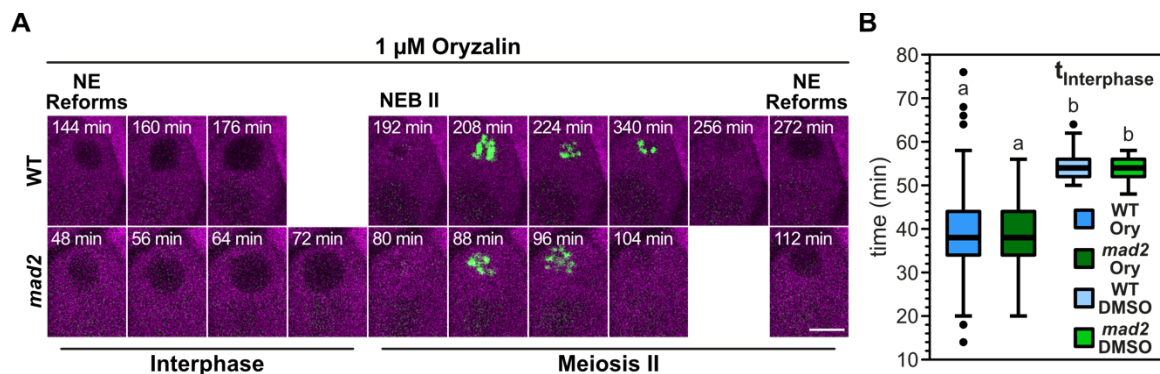 A
1 µM Oryzalin
NE
Reforms
NEB II
NE
Reforms
WT
144 min
160 min
176 min
192 min
208 min
224 min
340 min
256 min
272 min
mad2
48 min
56 min
64 min
72 min
80 min
88 min
96 min
104 min
112 min
Interphase
Meiosis II
B
time (min)
80
70
60
50
40
30
20
10
tInterphase
a
a
b
b
WT
Ory
mad2
Ory
WT
DMSO
mad2
DMSO